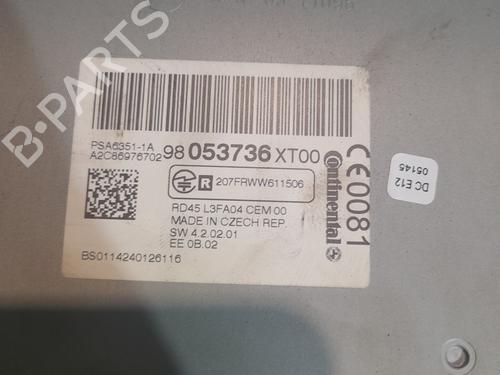 PSA6351-1A
A2C86976702
98 053736 XT00
R 207FRWW611506
RD45 L3FA04 CEM 00
MADE IN CZECH REP.
SW 4.2.02.01
EE 0B.02
BS0114240126116
Continental
CE0081
DC E12
05145
B-PARTS